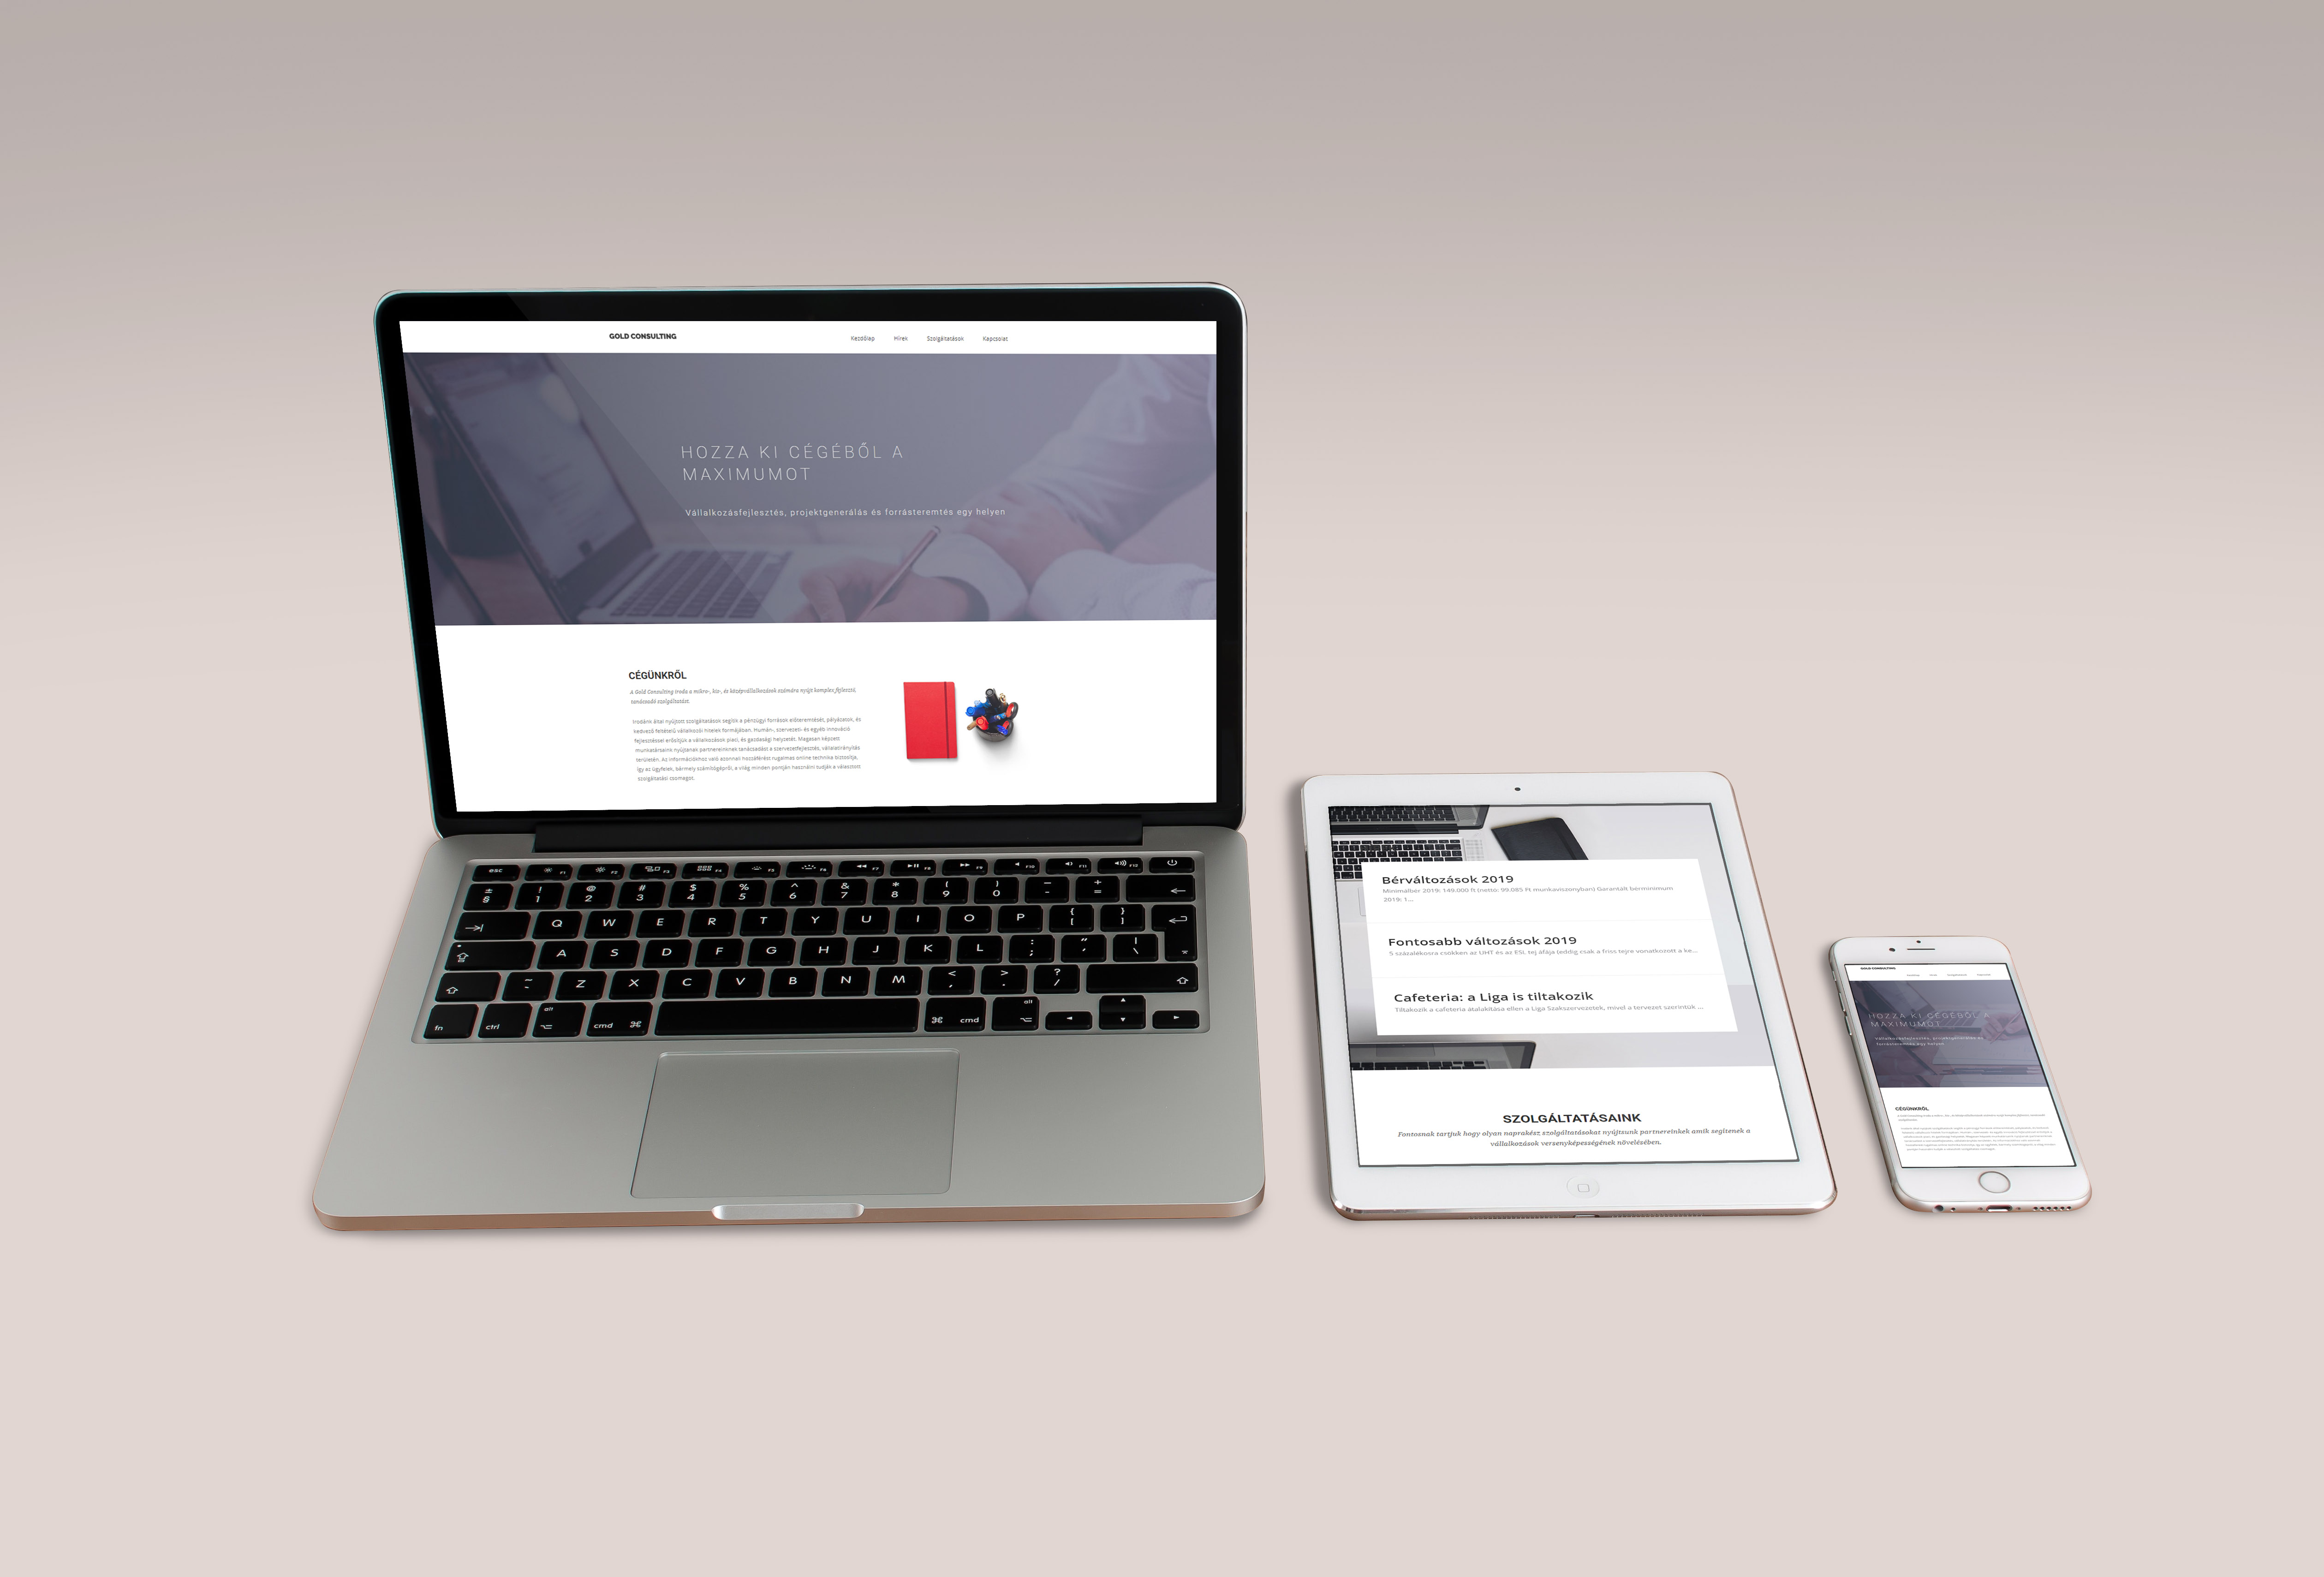 GOLD CONSULTING
Kezdőlap Hírek Szolgáltatások Kapcsolat
HOZZA KI CÉGÉBŐL A
MAXIMUMOT
Vállalkozásfejlesztés, projektgenerálás és forrásteremtés egy helyen
CÉGÜNKRŐL
A Gold Consulting Iroda a mikro-, kis-, és középvállalkozások számára nyújt komplex fejlesztő,
tanácsadó szolgáltatást.
Irodánk által nyújtott szolgáltatások segítik a pénzügyi források előteremtését, pályázatok, és
kedvező feltételű vállalkozói hitelek formájában. Humán-, szervezeti- és egyéb innováció
fejlesztéssel erősítjük a vállalkozások piaci, és gazdasági helyzetét. Magasan képzett
munkatársaink nyújtanak partnereinknek tanácsadást a szervezetfejlesztés, vállalatirányítás
területén. Az információkhoz való azonnali hozzáférést rugalmas online technika biztosítja,
így az ügyfelek, bármely számítógépről, a világ minden pontján használni tudják a választott
szolgáltatási csomagot.
esc F1 F2 F3 F4 F5 F6 F7 F8 F9 F10 F11 F12
± ! @ # $ % ^ & * ( ) _ +
§ 1 2 3 4 5 6 7 8 9 0 - =
Q W E R T Y U I O P { }
[ ]
A S D F G H J K L : " |
; ' \
~ Z X C V B N M < > ?
, . /
fn ctrl alt cmd ⌘ ⌘ cmd alt
Bérváltozások 2019
Minimálbér 2019: 149.000 ft (nettó: 99.085 Ft munkaviszonyban) Garantált bérminimum
2019: 1...
Fontosabb változások 2019
5 százalékosra csökken az UHT és az ESL tej áfája (eddig csak a friss tejre vonatkozott a ke...
Cafeteria: a Liga is tiltakozik
Tiltakozik a cafeteria átalakítása ellen a Liga Szakszervezetek, mivel a tervezet szerintük ...
SZOLGÁLTATÁSAINK
Fontosnak tartjuk hogy olyan naprakész szolgáltatásokat nyújtsunk partnereinkék amik segítenek a
vállalkozások versenyképességének növelésében.
GOLD CONSULTING
HOZZA KI CÉGÉBŐL A
MAXIMUMOT
Vállalkozásfejlesztés, projektgenerálás és
forrásteremtés egy helyen
CÉGÜNKRŐL